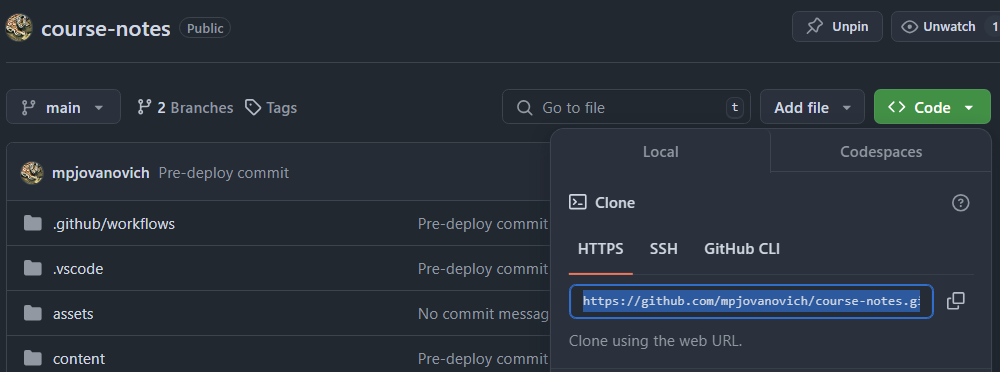 course-notes Public Unpin Unwatch 1
main 2 Branches Tags Go to file t Add file Code
Local Codespaces
mpjovanovich Pre-deploy commit
Clone
.github/workflows Pre-deploy commit
HTTPS SSH GitHub CLI
.vscode Pre-deploy commit
https://github.com/mpjovanovich/course-notes.gi
assets No commit messag
Clone using the web URL.
content Pre-deploy commit